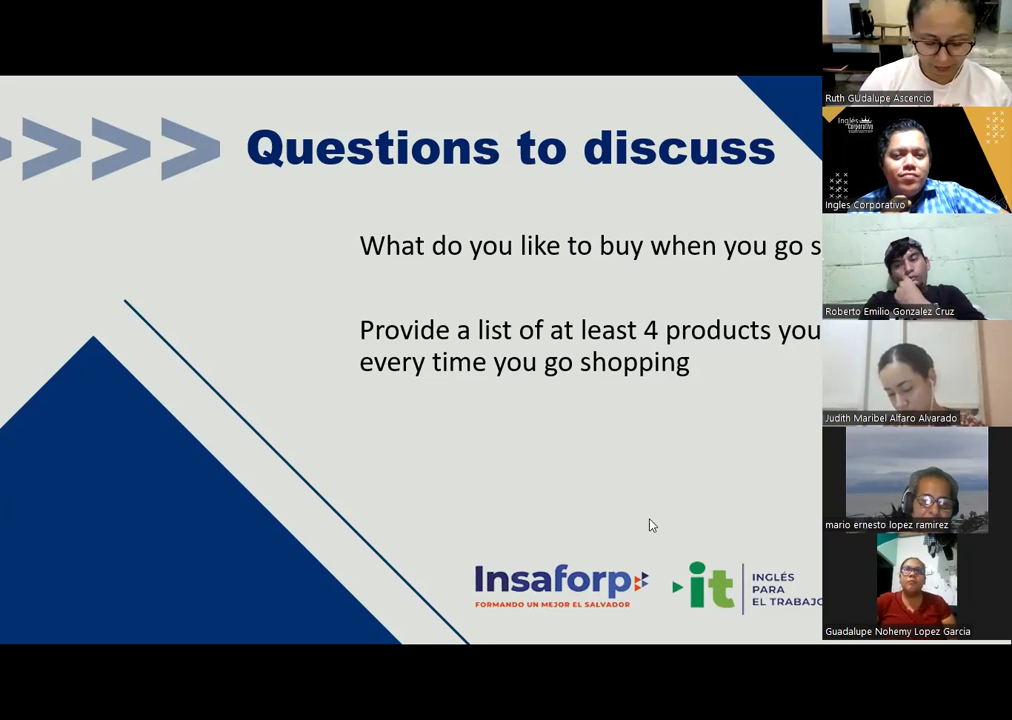 >>>> Questions to discuss
What do you like to buy when you go s
Provide a list of at least 4 products you
every time you go shopping
Insaforp
FORMANDO UN MEJOR EL SALVADOR
it
INGLÉS
PARA
EL TRABAJO
Ruth GUdalupe Ascencio
Inglés
Corporativo
Ingles Corporativo
Roberto Emilio Gonzalez Cruz
Judith Maribel Alfaro Alvarado
mario ernesto lopez ramirez
Guadalupe Nohemy Lopez Garcia